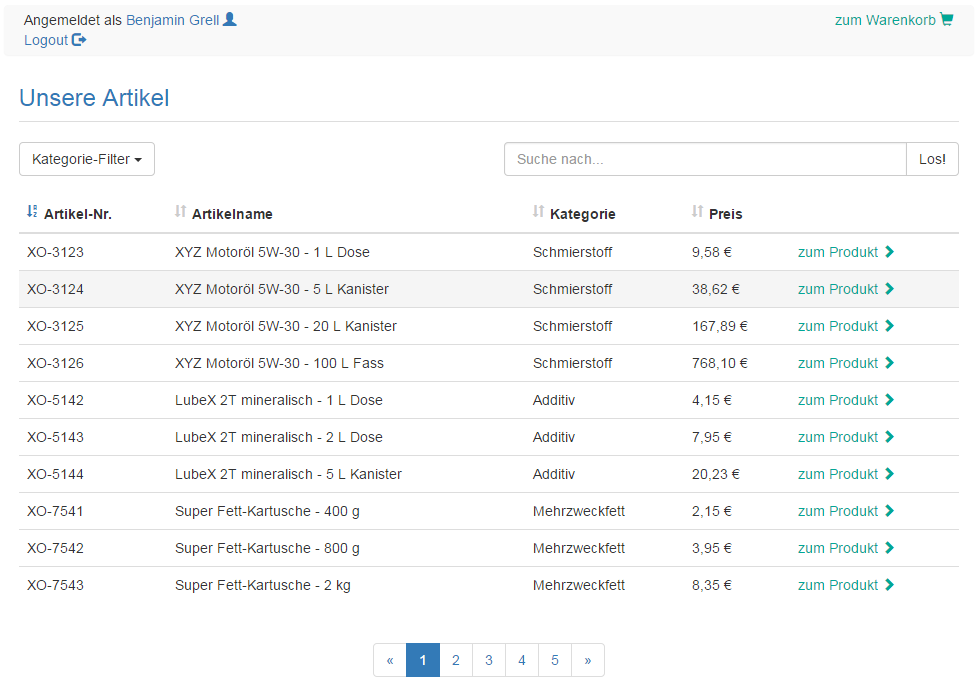 Angemeldet als Benjamin Grell zum Warenkorb
Logout
Unsere Artikel
Kategorie-Filter Suche nach... Los!
Artikel-Nr. Artikelname Kategorie Preis
XO-3123 XYZ Motoröl 5W-30 - 1 L Dose Schmierstoff 9,58 € zum Produkt
XO-3124 XYZ Motoröl 5W-30 - 5 L Kanister Schmierstoff 38,62 € zum Produkt
XO-3125 XYZ Motoröl 5W-30 - 20 L Kanister Schmierstoff 167,89 € zum Produkt
XO-3126 XYZ Motoröl 5W-30 - 100 L Fass Schmierstoff 768,10 € zum Produkt
XO-5142 LubeX 2T mineralisch - 1 L Dose Additiv 4,15 € zum Produkt
XO-5143 LubeX 2T mineralisch - 2 L Dose Additiv 7,95 € zum Produkt
XO-5144 LubeX 2T mineralisch - 5 L Kanister Additiv 20,23 € zum Produkt
XO-7541 Super Fett-Kartusche - 400 g Mehrzweckfett 2,15 € zum Produkt
XO-7542 Super Fett-Kartusche - 800 g Mehrzweckfett 3,95 € zum Produkt
XO-7543 Super Fett-Kartusche - 2 kg Mehrzweckfett 8,35 € zum Produkt
« 1 2 3 4 5 »